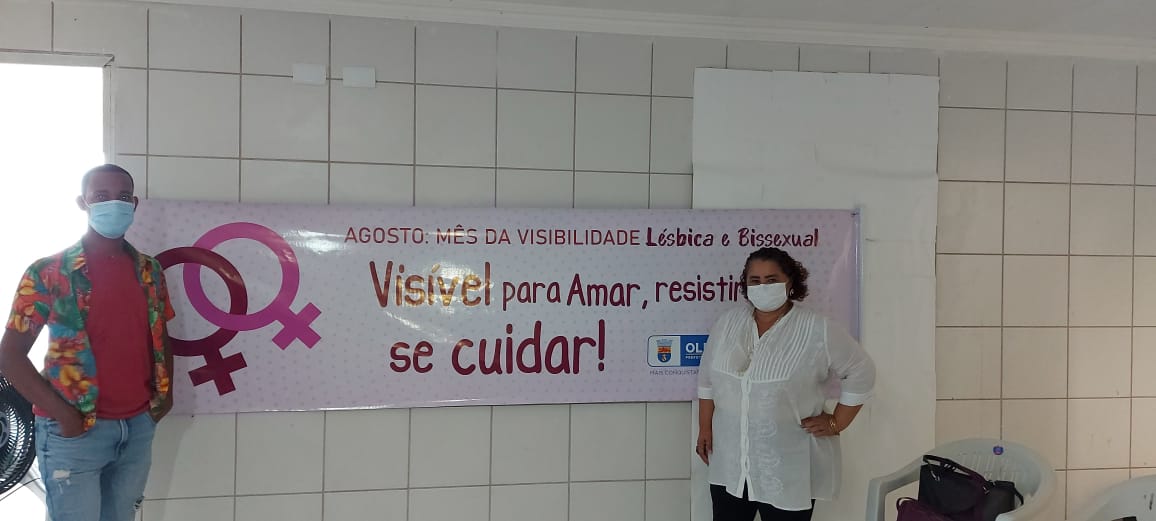 AGOSTO: MÊS DA VISIBILIDADE Lésbica e Bissexual
Visível para Amar, resistir
se cuidar!